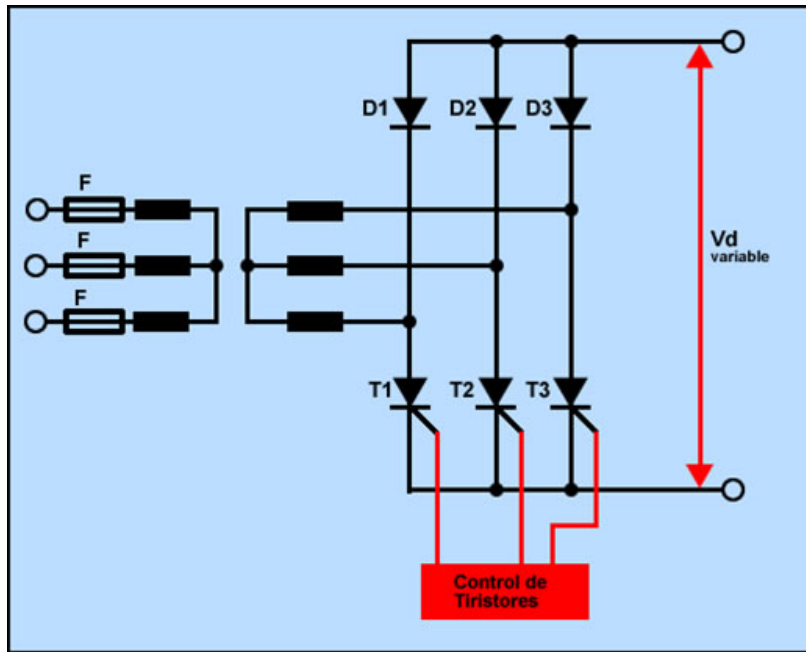 D1
D2
D3
F
F
F
Vd
variable
T1
T2
T3
Control de
Tiristores